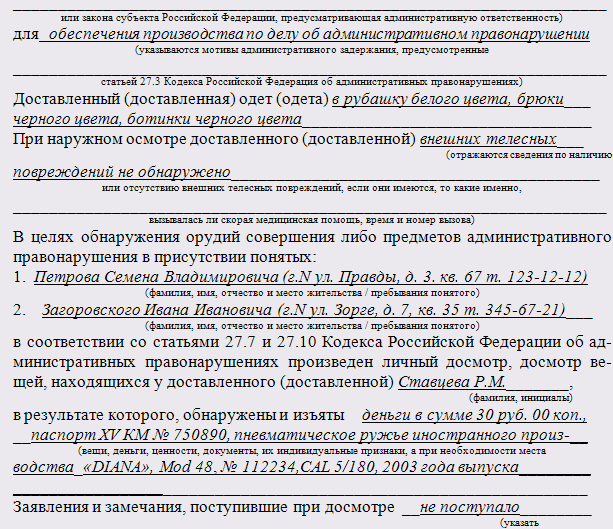 или закона субъекта Российской Федерации, предусматривающая административную ответственность)
для обеспечения производства по делу об административном правонарушении
(указываются мотивы административного задержания, предусмотренные
статьей 27.3 Кодекса Российской Федерация об административных правонарушениях)
Доставленный (доставленная) одет (одета) в рубашку белого цвета, брюки
черного цвета, ботинки черного цвета
При наружном осмотре доставленного (доставленной) внешних телесных
(отражаются сведения по наличию
повреждений не обнаружено
или отсутствию внешних телесных повреждений, если они имеются, то какие именно,
вызывалась ли скорая медицинская помощь, время и номер вызова)
В целях обнаружения орудий совершения либо предметов административного
правонарушения в присутствии понятых:
1. Петрова Семена Владимировича (г.N ул. Правды, д. 3. кв. 67 т. 123-12-12)
(фамилия, имя, отчество и место жительства / пребывания понятого)
2. Загоровского Ивана Ивановича (г.N ул. Зорге, д. 7, кв. 35 т. 345-67-21)
(фамилия, имя, отчество и место жительства / пребывания понятого)
в соответствии со статьями 27.7 и 27.10 Кодекса Российской Федерации об ад-
министративных правонарушениях произведен личный досмотр, досмотр ве-
щей, находящихся у доставленного (доставленной) Ставцева Р.М.,
(фамилия, инициалы)
в результате которого, обнаружены и изъяты деньги в сумме 30 руб. 00 коп.,
паспорт XV КМ № 750890, пневматическое ружье иностранного произ-
(вещи, деньги, ценности, документы, их индивидуальные признаки, а при необходимости места
водства «DIANA», Mod 48, № 112234,CAL 5/180, 2003 года выпуска
Заявления и замечания, поступившие при досмотре не поступало
(указать